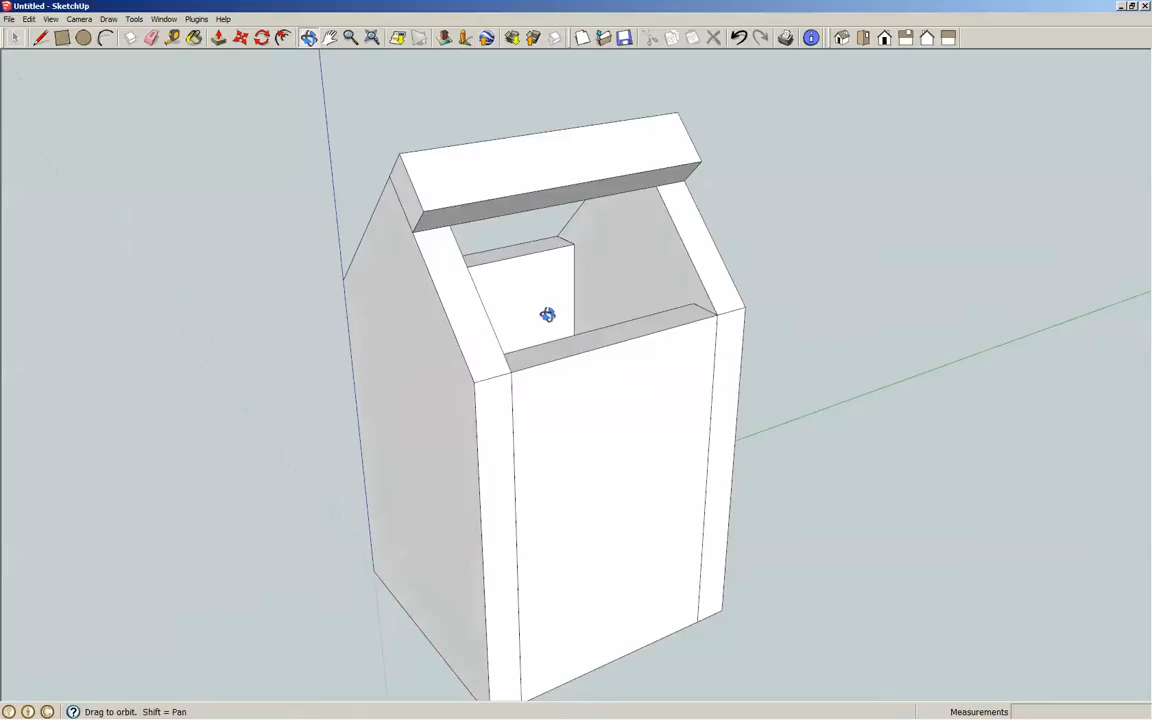 Untitled - SketchUp
File Edit View Camera Draw Tools Window Plugins Help
Drag to orbit. Shift = Pan
Measurements